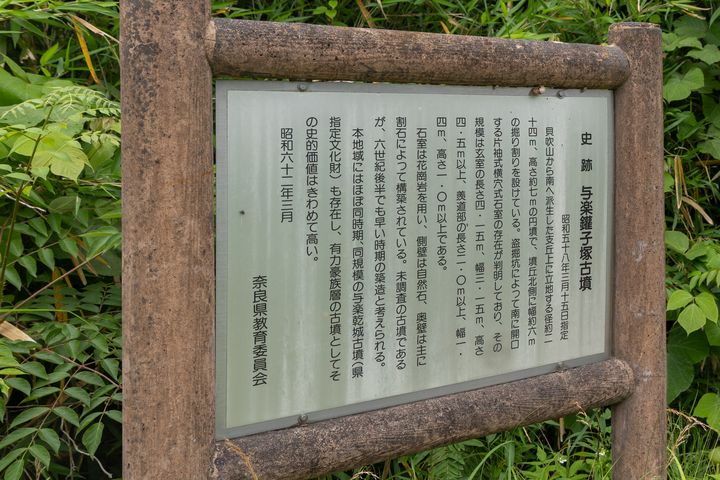 史跡 与楽鑵子塚古墳
昭和五十八年三月十五日指定
貝吹山から南へ派生した支丘上に立地する径約二
十四m、高さ約七mの円墳で、墳丘北側に幅約六m
の掘り割りを設けている。盗掘坑によって南に開口
する片袖式横穴式石室の存在が判明しており、その
規模は玄室の長さ四・一五m、幅三・一五m、高さ
四・五m以上、羨道部の長さ二・〇m以上、幅一・
四m、高さ一・〇m以上である。
石室は花崗岩を用い、側壁は自然石、奥壁は主に
割石によって構築されている。未調査の古墳である
が、六世紀後半でも早い時期の築造と考えられる。
本地域にはほぼ同時期、同規模の与楽乾城古墳(県
指定文化財)も存在し、有力豪族層の古墳としてそ
の史的価値はきわめて高い。
昭和六十二年三月
奈良県教育委員会